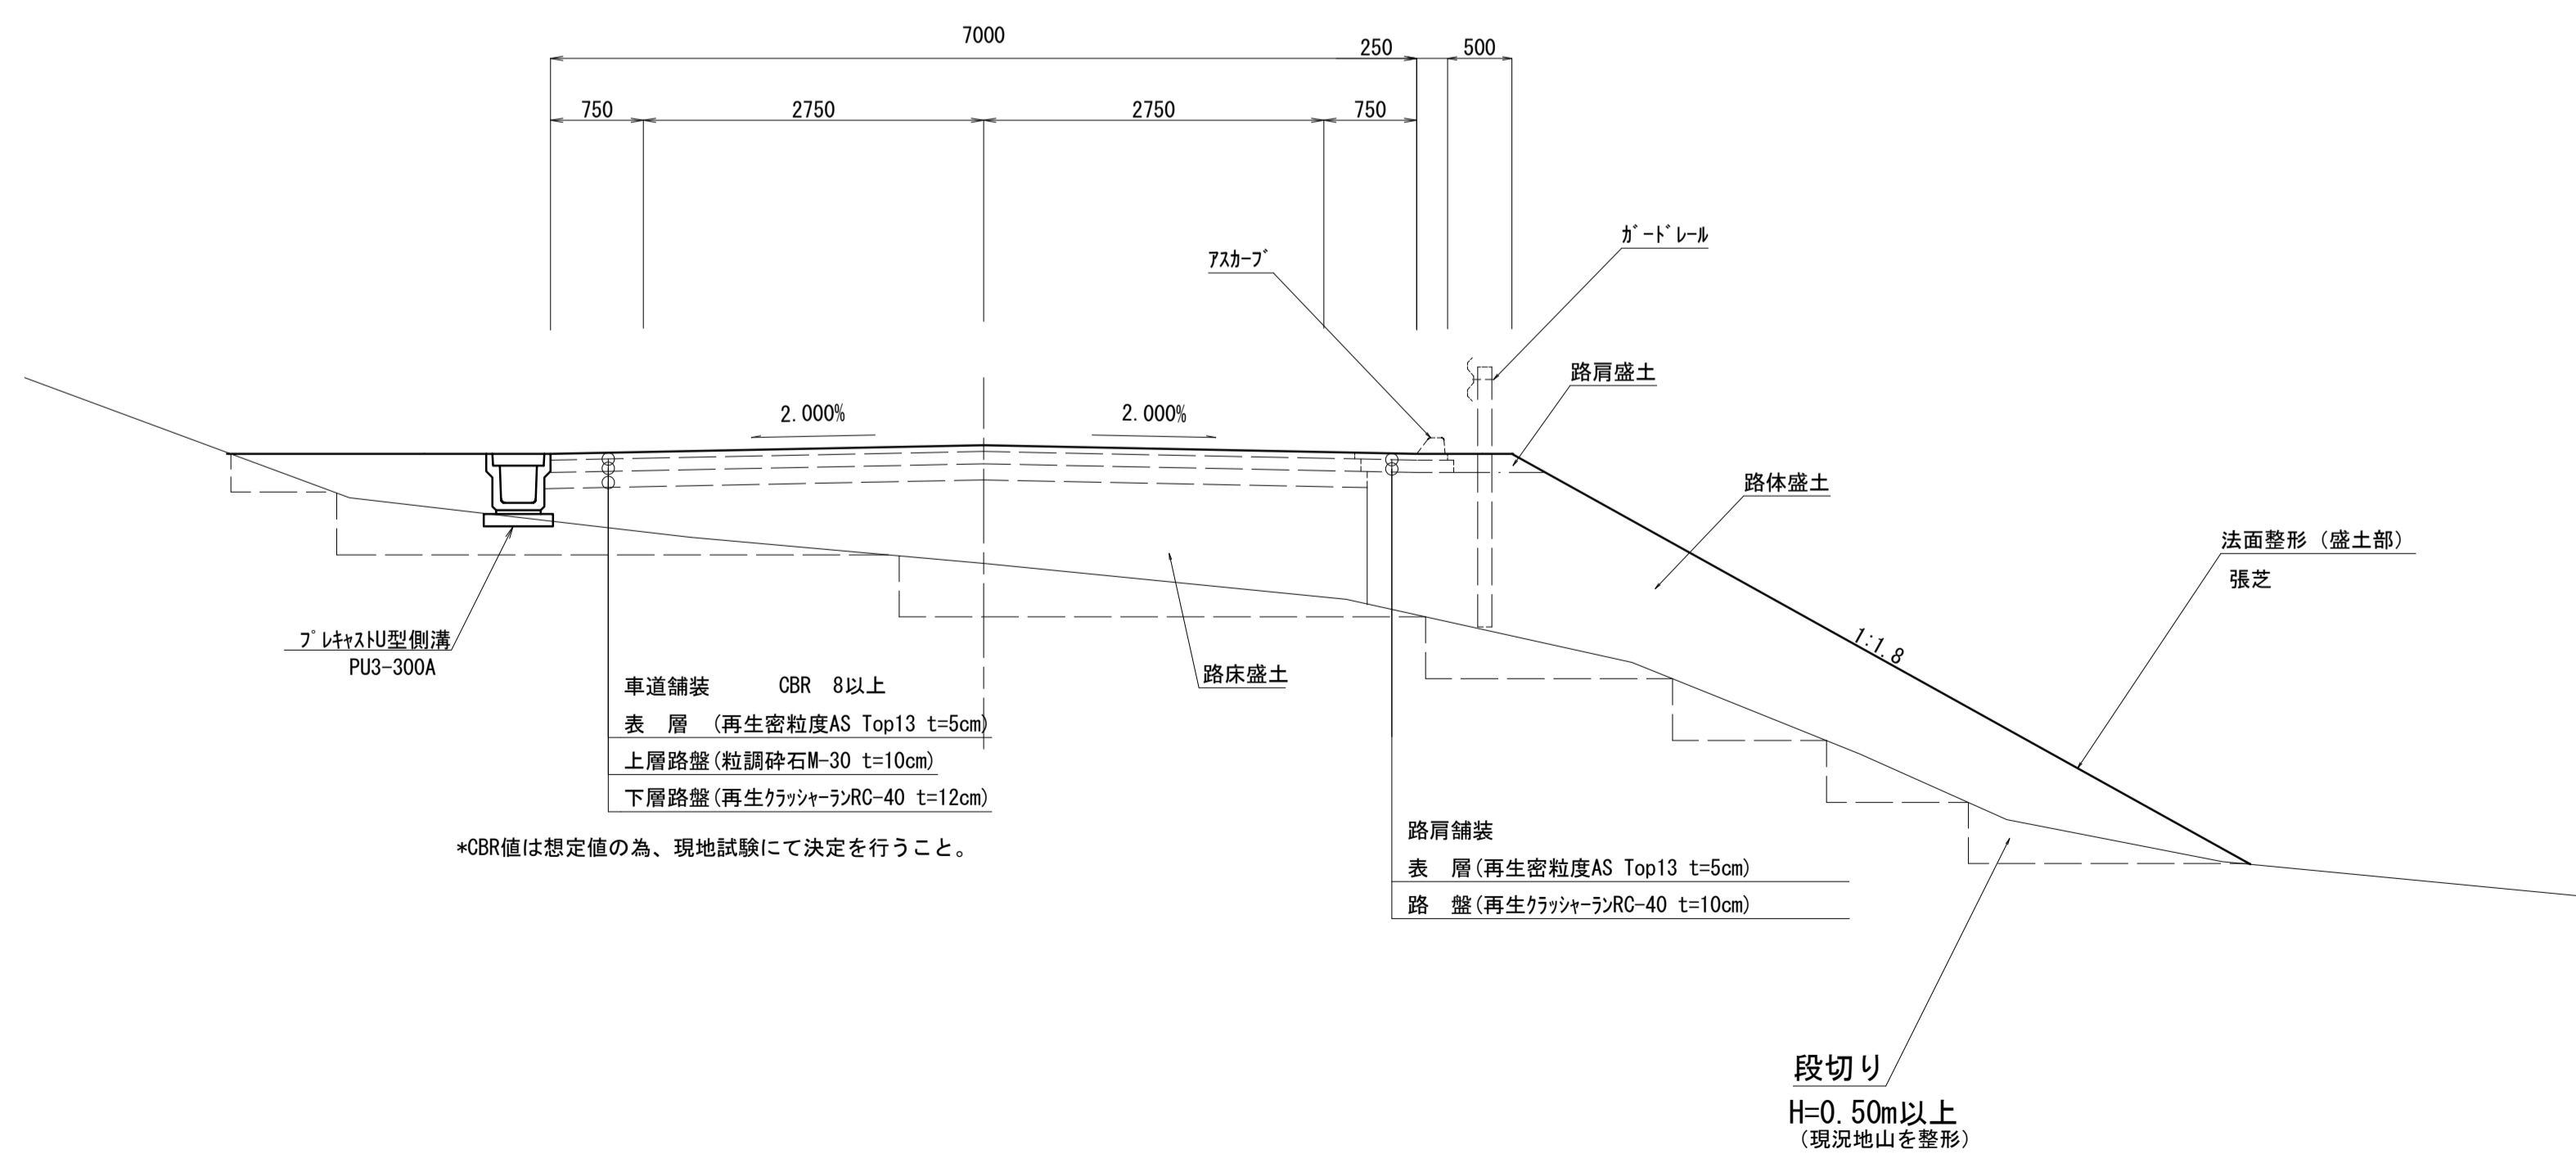 7000
250
500
750
2750
2750
750
ｶﾞｰﾄﾞﾚｰﾙ
ｱｽｶｰﾌﾞ
路肩盛土
2.000%
2.000%
路体盛土
法面整形（盛土部）
張芝
1:1.8
ﾌﾟﾚｷｬｽﾄU型側溝
PU3-300A
路床盛土
車道舗装　CBR　8以上
表　層　(再生密粒度AS Top13 t=5cm)
上層路盤(粒調砕石M-30 t=10cm)
下層路盤(再生ｸﾗｯｼｬｰﾗﾝRC-40 t=12cm)
*CBR値は想定値の為、現地試験にて決定を行うこと。
路肩舗装
表　層(再生密粒度AS Top13 t=5cm)
路　盤(再生ｸﾗｯｼｬｰﾗﾝRC-40 t=10cm)
段切り
H=0.50m以上
（現況地山を整形）